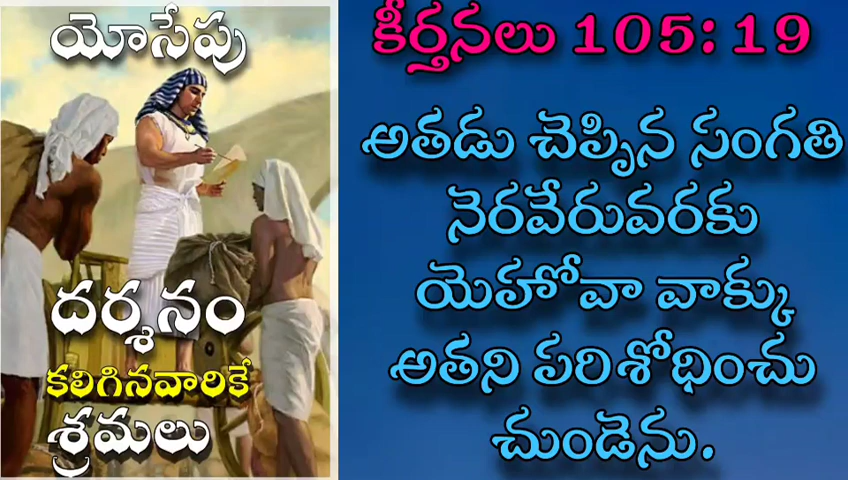 యోసేపు
దర్శనం
కలిగినవారికే
శ్రమలు
కీర్తనలు 105:19
అతడు చెప్పిన సంగతి
నెరవేరువరకు
యెహోవా వాక్కు
అతని పరిశోధించు
చుండెను.